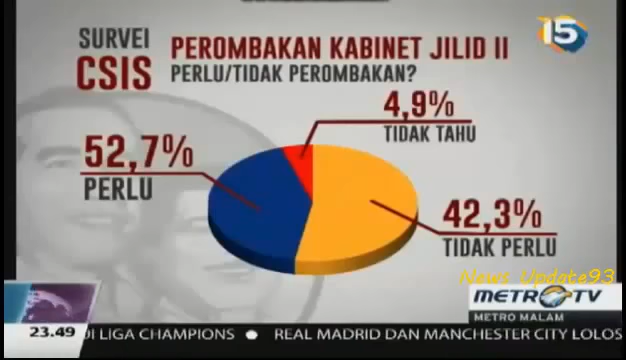 SURVEI
CSIS
PEROMBAKAN KABINET JILID II
PERLU/TIDAK PEROMBAKAN?
15
4,9%
TIDAK TAHU
52,7%
PERLU
42,3%
TIDAK PERLU
News Update93
METRO TV
METRO MALAM
23.49
DI LIGA CHAMPIONS ● REAL MADRID DAN MANCHESTER CITY LOLOS